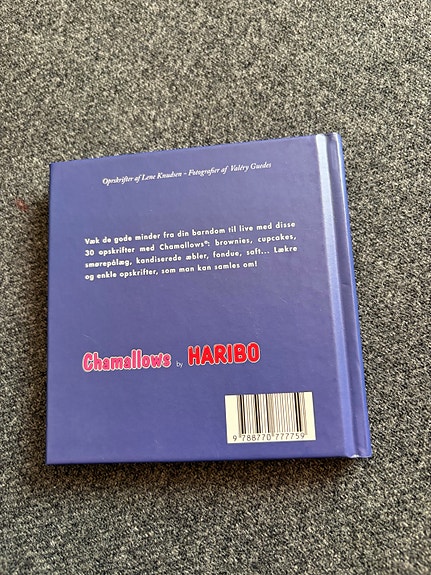 Opskrifter af Lene Knudsen - Fotografier af Valéry Guedes
Væk de gode minder fra din barndom til live med disse
30 opskrifter med Chamallows®: brownies, cupcakes,
smørepålæg, kandiserede æbler, fondue, saft... Lækre
og enkle opskrifter, som man kan samles om!
Chamallows by HARIBO
9 788770 777759